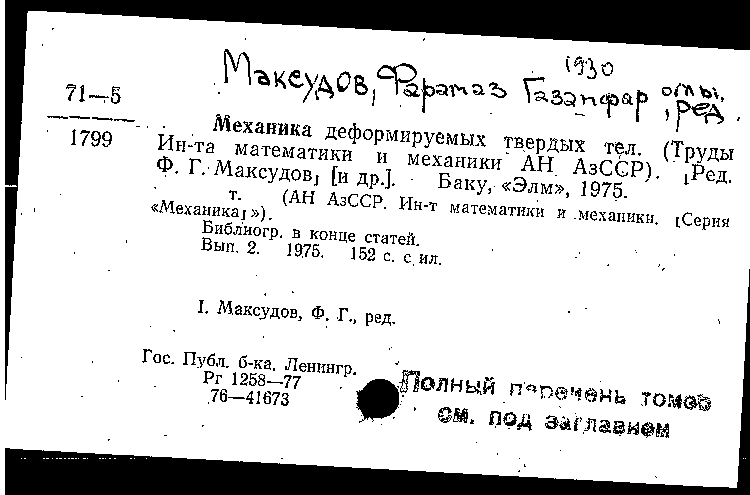 1930
Максудов, Фарамаз Газанфар оглы, ред.
71—5
1799
Механика деформируемых твердых тел. (Труды
Ин-та математики и механики АН АзССР). [Ред.
Ф. Г. Максудов] [и др.]. Баку, «Элм», 1975.
т. (АН АзССР. Ин-т математики и механики. [Серия
«Механика]»).
Библиогр. в конце статей.
Вып. 2. 1975. 152 с. с ил.
I. Максудов, Ф. Г., ред.
Гос. Публ. б-ка. Ленингр.
Рг 1258—77
76—41673
Полный перечень томов
см. под заглавием